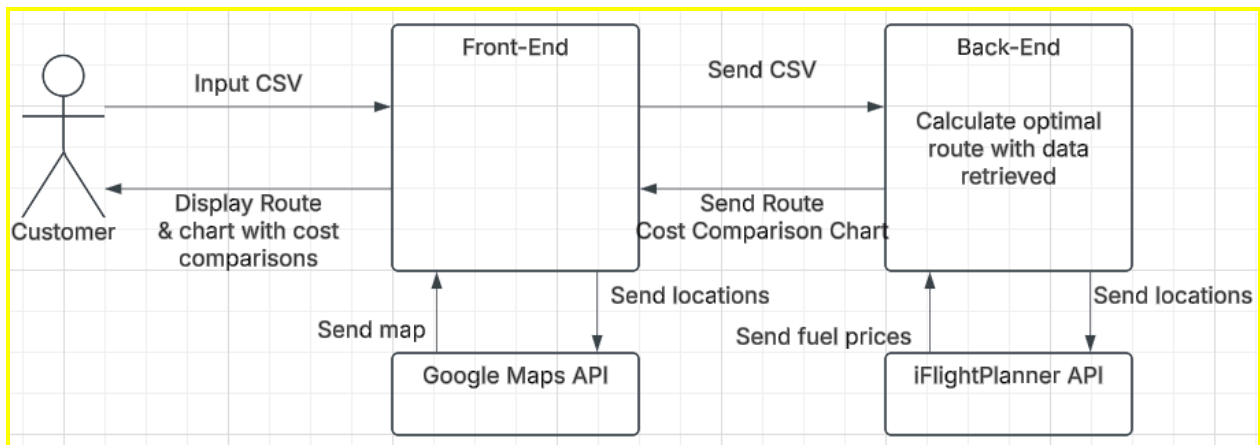 Front-End
Back-End
Input CSV
Send CSV
Calculate optimal
route with data
retrieved
Customer
Display Route
& chart with cost
comparisons
Send Route
Cost Comparison Chart
Send map
Send locations
Send fuel prices
Send locations
Google Maps API
iFlightPlanner API